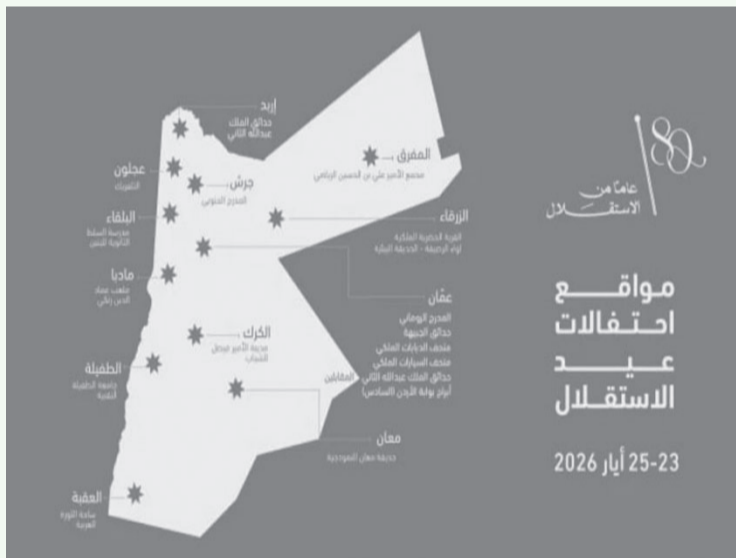 80
عامًا من
الاستقلال
مواقع
احتفالات
عيد
الاستقلال
23-25 أيار 2026
إربد
حدائق الملك
عبدالله الثاني
عجلون
التلفريك
جرش
المدرج الجنوبي
المفرق
مجمع الأمير علي بن الحسين الرياضي
البلقاء
مدرسة السلط
الثانوية للبنين
الزرقاء
القرية الحضرية الملكية
لواء الرصيفة - الحديقة البيئية
مادبا
ملعب عماد
الدين زنكي
عمّان
المدرج الروماني
حدائق الجبيهة
متحف الدبابات الملكي
متحف السيارات الملكي
حدائق الملك عبدالله الثاني - المقابلين
أبراج بوابة الأردن (السادس)
الكرك
مدينة الأمير فيصل
للشباب
الطفيلة
جامعة الطفيلة
التقنية
معان
حديقة معان النموذجية
العقبة
ساحة الثورة
العربية